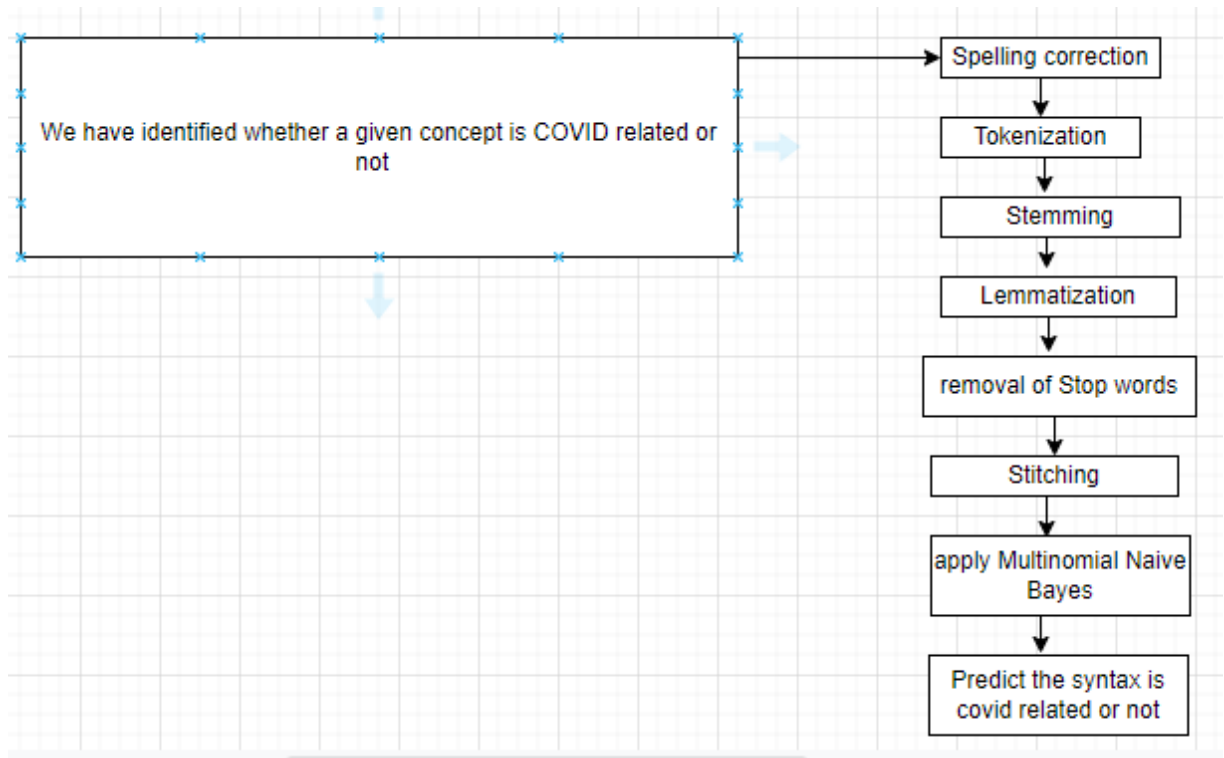 We have identified whether a given concept is COVID related or
not
Spelling correction
Tokenization
Stemming
Lemmatization
removal of Stop words
Stitching
apply Multinomial Naive
Bayes
Predict the syntax is
covid related or not